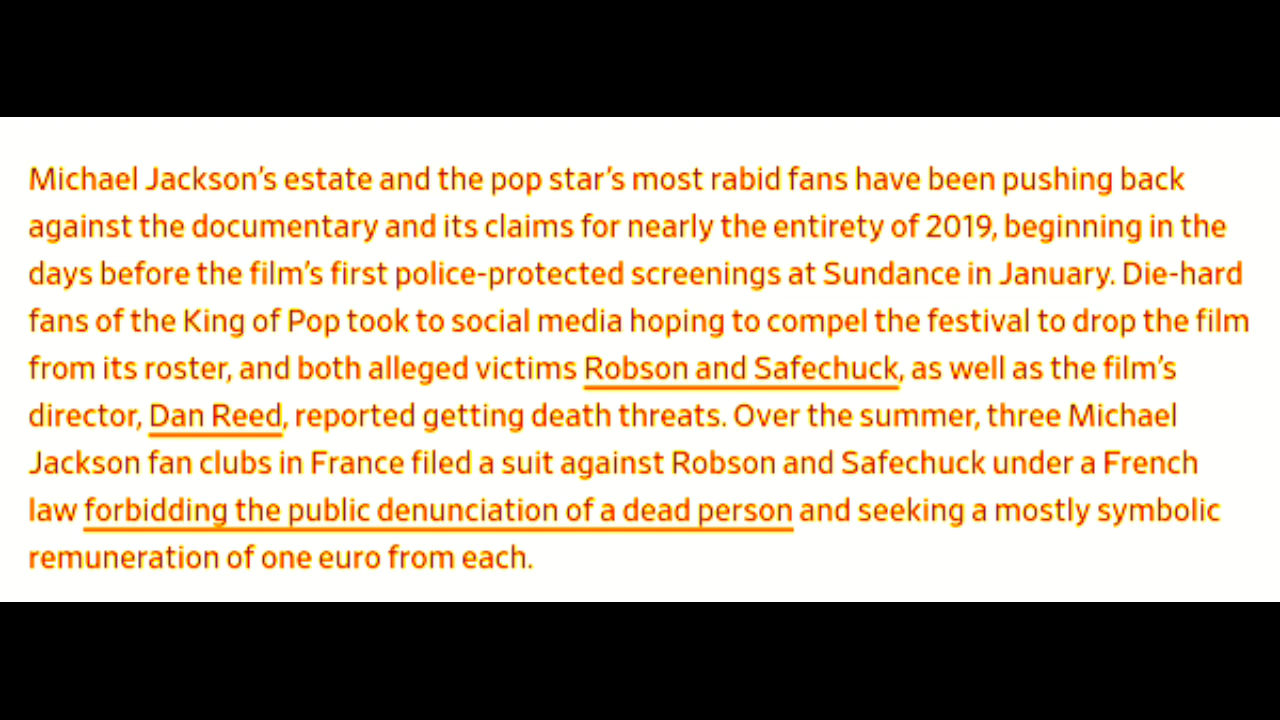 Michael Jackson’s estate and the pop star’s most rabid fans have been pushing back
against the documentary and its claims for nearly the entirety of 2019, beginning in the
days before the film’s first police-protected screenings at Sundance in January. Die-hard
fans of the King of Pop took to social media hoping to compel the festival to drop the film
from its roster, and both alleged victims Robson and Safechuck, as well as the film’s
director, Dan Reed, reported getting death threats. Over the summer, three Michael
Jackson fan clubs in France filed a suit against Robson and Safechuck under a French
law forbidding the public denunciation of a dead person and seeking a mostly symbolic
remuneration of one euro from each.